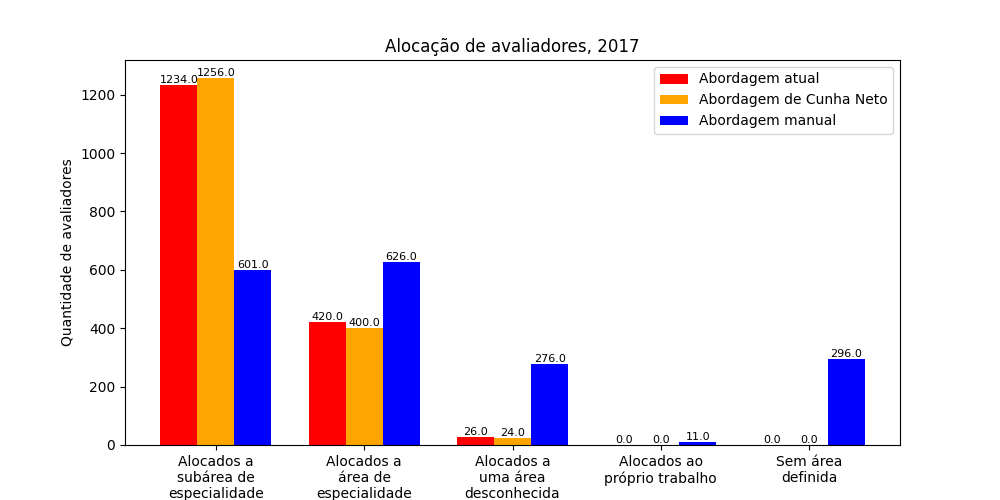 Alocação de avaliadores, 2017
Abordagem atual
Abordagem de Cunha Neto
Abordagem manual
Quantidade de avaliadores
1200
1000
800
600
400
200
0
1234.0
1256.0
601.0
420.0
400.0
626.0
26.0
24.0
276.0
0.0
0.0
11.0
0.0
0.0
296.0
Alocados a
subárea de
especialidade
Alocados a
área de
especialidade
Alocados a
uma área
desconhecida
Alocados ao
próprio trabalho
Sem área
definida